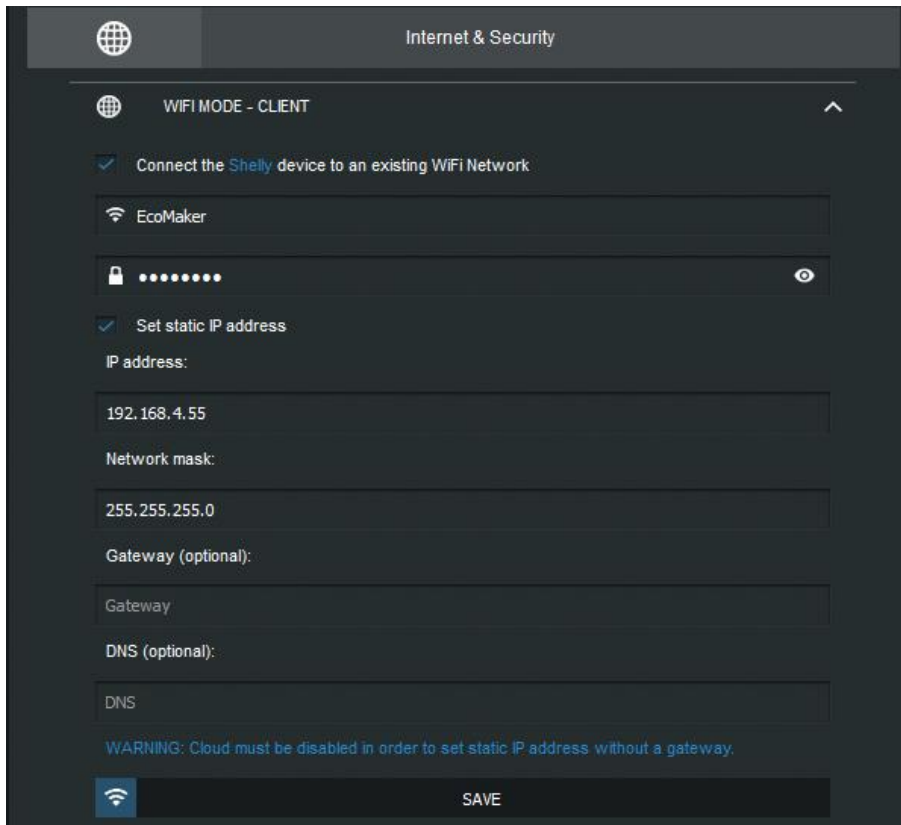 Internet & Security
WIFI MODE - CLIENT
Connect the Shelly device to an existing WiFi Network
EcoMaker
••••••••
Set static IP address
IP address:
192.168.4.55
Network mask:
255.255.255.0
Gateway (optional):
Gateway
DNS (optional):
DNS
WARNING: Cloud must be disabled in order to set static IP address without a gateway.
SAVE